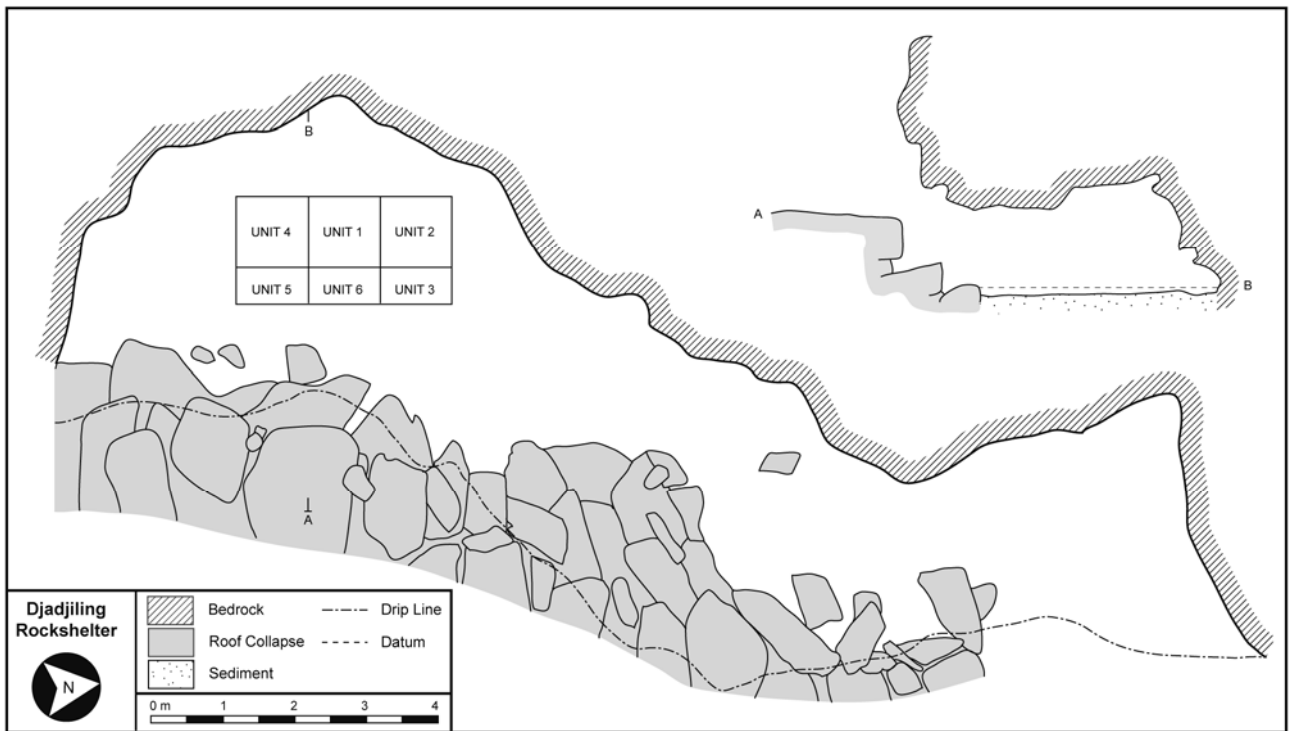 B
UNIT 4
UNIT 1
UNIT 2
UNIT 5
UNIT 6
UNIT 3
A
A
B
Djadjiling
Rockshelter
N
Bedrock
Roof Collapse
Sediment
Drip Line
Datum
0 m 1 2 3 4